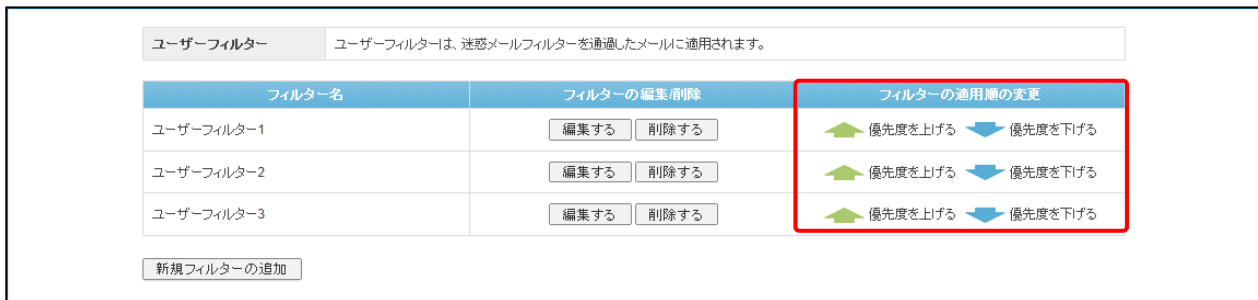 ユーザーフィルター ユーザーフィルターは、迷惑メールフィルターを通過したメールに適用されます。
フィルター名 フィルターの編集/削除 フィルターの適用順の変更
ユーザーフィルター1 編集する 削除する 優先度を上げる 優先度を下げる
ユーザーフィルター2 編集する 削除する 優先度を上げる 優先度を下げる
ユーザーフィルター3 編集する 削除する 優先度を上げる 優先度を下げる
新規フィルターの追加